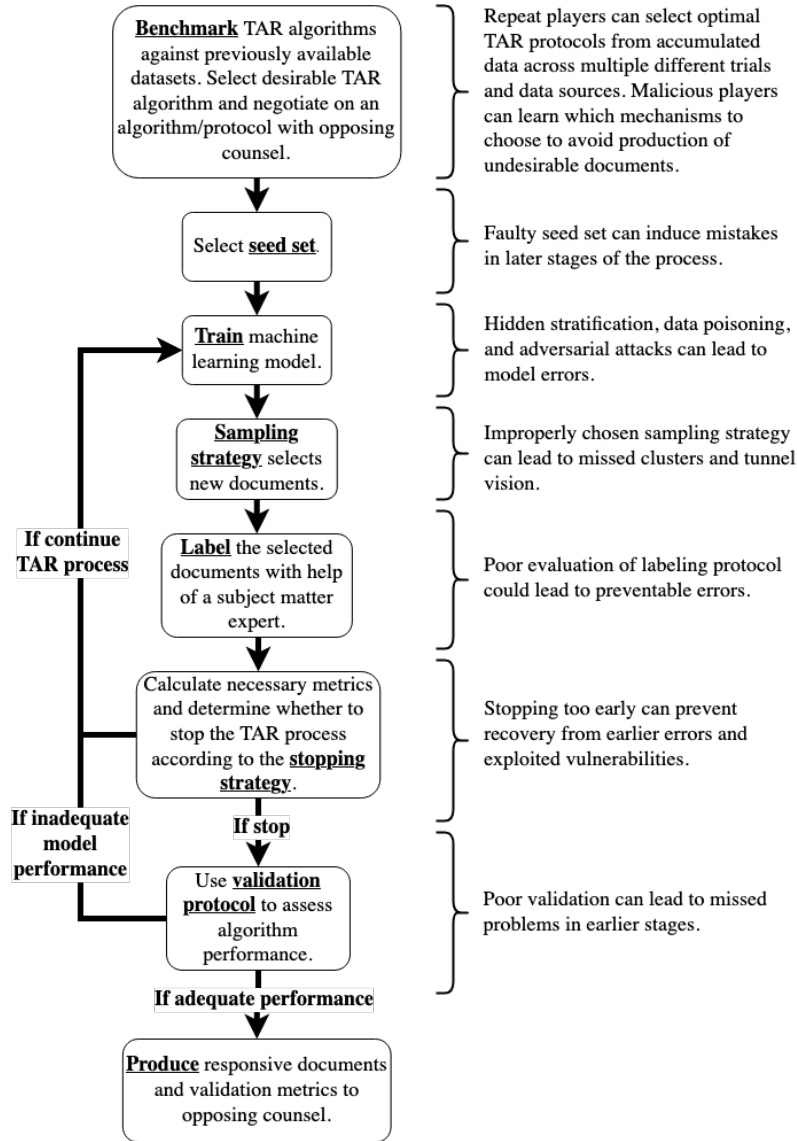 Benchmark TAR algorithms
against previously available
datasets. Select desirable TAR
algorithm and negotiate on an
algorithm/protocol with opposing
counsel.
Repeat players can select optimal
TAR protocols from accumulated
data across multiple different trials
and data sources. Malicious players
can learn which mechanisms to
choose to avoid production of
undesirable documents.
Select seed set.
Faulty seed set can induce mistakes
in later stages of the process.
Train machine
learning model.
Hidden stratification, data poisoning,
and adversarial attacks can lead to
model errors.
Sampling
strategy selects
new documents.
Improperly chosen sampling strategy
can lead to missed clusters and tunnel
vision.
If continue
TAR process
Label the selected
documents with help
of a subject matter
expert.
Poor evaluation of labeling protocol
could lead to preventable errors.
Calculate necessary metrics
and determine whether to
stop the TAR process
according to the stopping
strategy.
Stopping too early can prevent
recovery from earlier errors and
exploited vulnerabilities.
If inadequate
model
performance
If stop
Use validation
protocol to assess
algorithm
performance.
Poor validation can lead to missed
problems in earlier stages.
If adequate performance
Produce responsive documents
and validation metrics to
opposing counsel.